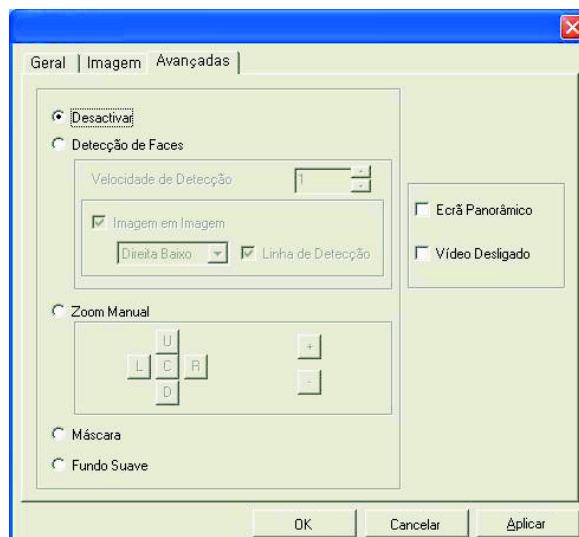 Geral Imagem Avançadas
Desactivar
Detecção de Faces
Velocidade de Detecção 1
Imagem em Imagem
Direita Baixo Linha de Detecção
Zoom Manual
U
L C R
D
+
-
Máscara
Fundo Suave
Ecrã Panorâmico
Vídeo Desligado
OK Cancelar Aplicar